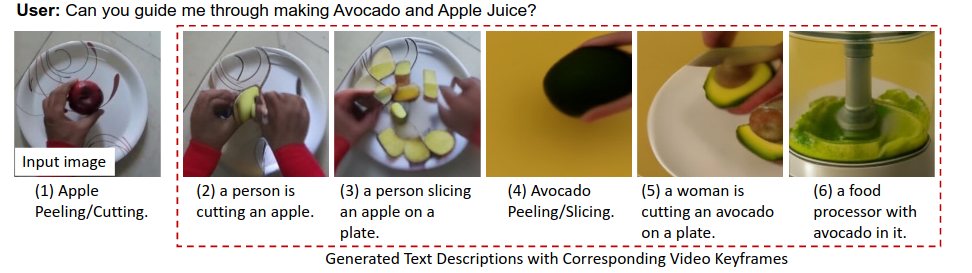 User: Can you guide me through making Avocado and Apple Juice?
Input image
(1) Apple
Peeling/Cutting.
(2) a person is
cutting an apple.
(3) a person slicing
an apple on a
plate.
(4) Avocado
Peeling/Slicing.
(5) a woman is
cutting an avocado
on a plate.
(6) a food
processor with
avocado in it.
Generated Text Descriptions with Corresponding Video Keyframes